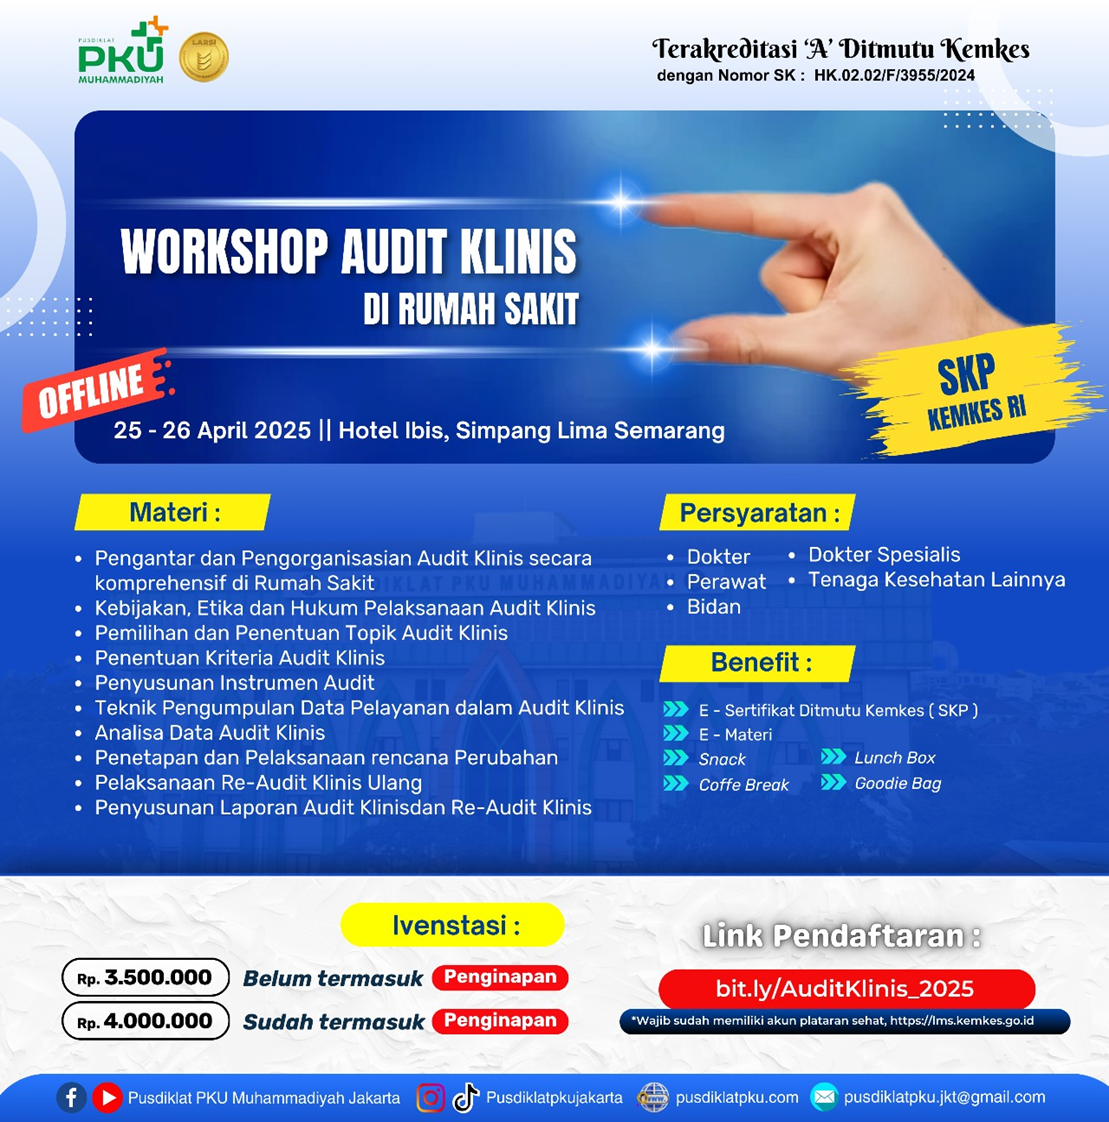 PUSDIKLAT
PKU
MUHAMMADIYAH
LARSI
Terakreditasi ‘A’ Ditmutu Kemkes
dengan Nomor SK :  HK.02.02/F/3955/2024
WORKSHOP AUDIT KLINIS
DI RUMAH SAKIT
OFFLINE
SKP
KEMKES RI
25 - 26 April 2025 || Hotel Ibis, Simpang Lima Semarang
Materi :
• Pengantar dan Pengorganisasian Audit Klinis secara
komprehensif di Rumah Sakit
• Kebijakan, Etika dan Hukum Pelaksanaan Audit Klinis
• Pemilihan dan Penentuan Topik Audit Klinis
• Penentuan Kriteria Audit Klinis
• Penyusunan Instrumen Audit
• Teknik Pengumpulan Data Pelayanan dalam Audit Klinis
• Analisa Data Audit Klinis
• Penetapan dan Pelaksanaan rencana Perubahan
• Pelaksanaan Re-Audit Klinis Ulang
• Penyusunan Laporan Audit Klinisdan Re-Audit Klinis
DIKLAT PKU MUHAMMADIYA
Persyaratan :
• Dokter
• Perawat
• Bidan
• Dokter Spesialis
• Tenaga Kesehatan Lainnya
Benefit :
E - Sertifikat Ditmutu Kemkes ( SKP )
E - Materi
Snack
Lunch Box
Coffe Break
Goodie Bag
Ivenstasi :
Rp. 3.500.000 Belum termasuk Penginapan
Rp. 4.000.000 Sudah termasuk Penginapan
Link Pendaftaran :
bit.ly/AuditKlinis_2025
*Wajib sudah memiliki akun plataran sehat, https://lms.kemkes.go.id
Pusdiklat PKU Muhammadiyah Jakarta
Pusdiklatpkujakarta
pusdiklatpku.com
pusdiklatpku.jkt@gmail.com